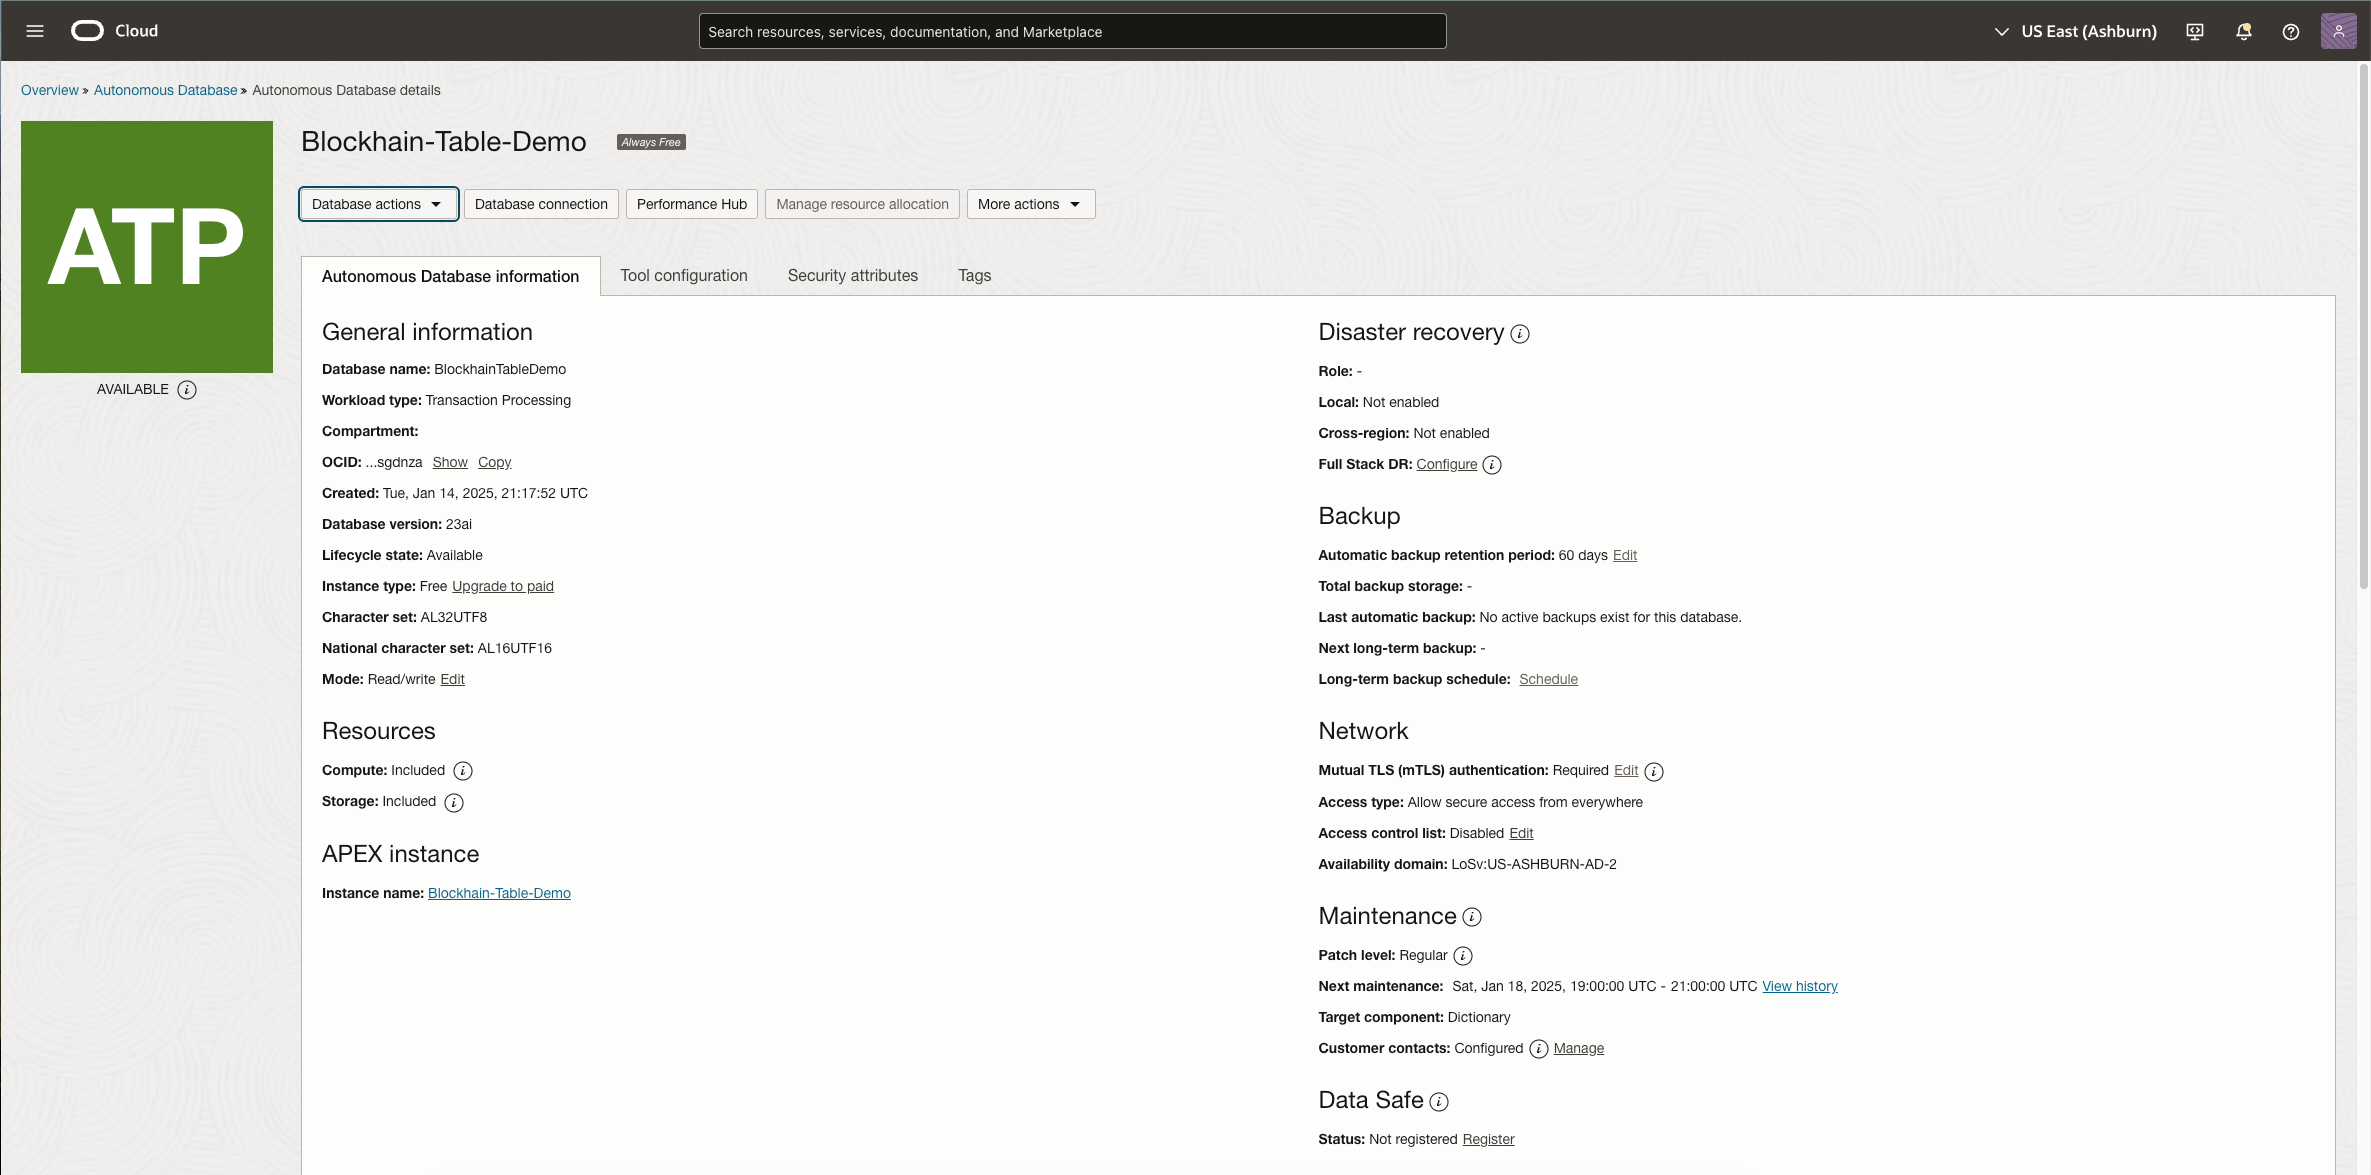 Cloud
Search resources, services, documentation, and Marketplace
US East (Ashburn)
Overview » Autonomous Database » Autonomous Database details
ATP
AVAILABLE
Blockhain-Table-Demo
Always Free
Database actions
Database connection
Performance Hub
Manage resource allocation
More actions
Autonomous Database information
Tool configuration
Security attributes
Tags
General information
Database name: BlockhainTableDemo
Workload type: Transaction Processing
Compartment:
OCID: ...sgdnza Show Copy
Created: Tue, Jan 14, 2025, 21:17:52 UTC
Database version: 23ai
Lifecycle state: Available
Instance type: Free Upgrade to paid
Character set: AL32UTF8
National character set: AL16UTF16
Mode: Read/write Edit
Resources
Compute: Included
Storage: Included
APEX instance
Instance name: Blockhain-Table-Demo
Disaster recovery
Role: -
Local: Not enabled
Cross-region: Not enabled
Full Stack DR: Configure
Backup
Automatic backup retention period: 60 days Edit
Total backup storage: -
Last automatic backup: No active backups exist for this database.
Next long-term backup: -
Long-term backup schedule: Schedule
Network
Mutual TLS (mTLS) authentication: Required Edit
Access type: Allow secure access from everywhere
Access control list: Disabled Edit
Availability domain: LoSv:US-ASHBURN-AD-2
Maintenance
Patch level: Regular
Next maintenance: Sat, Jan 18, 2025, 19:00:00 UTC - 21:00:00 UTC View history
Target component: Dictionary
Customer contacts: Configured Manage
Data Safe
Status: Not registered Register